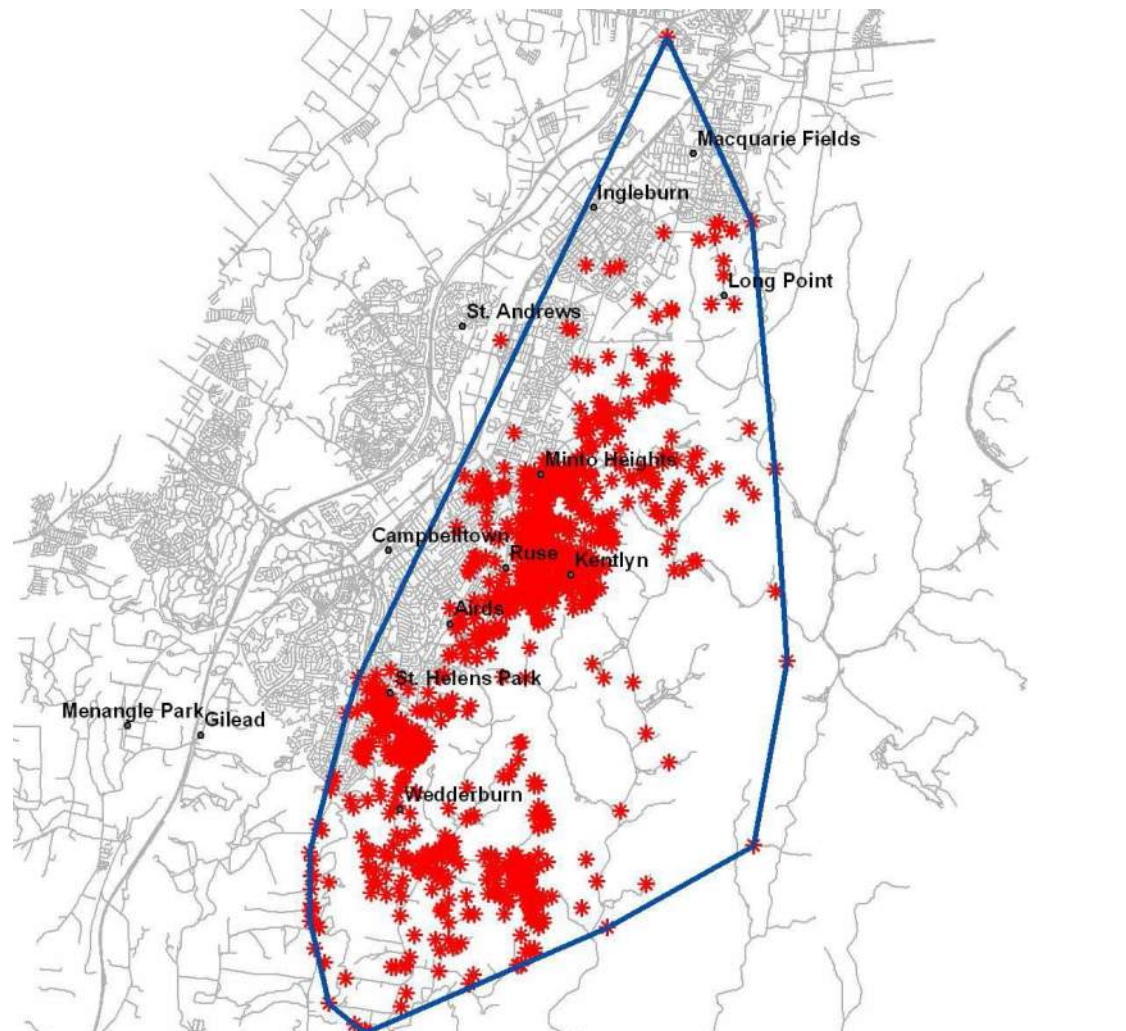 Macquarie Fields
Ingleburn
Long Point
St. Andrews
Minto Heights
Campbelltown
Ruse
Kentlyn
Airds
St. Helens Park
Menangle Park
Gilead
Wedderburn